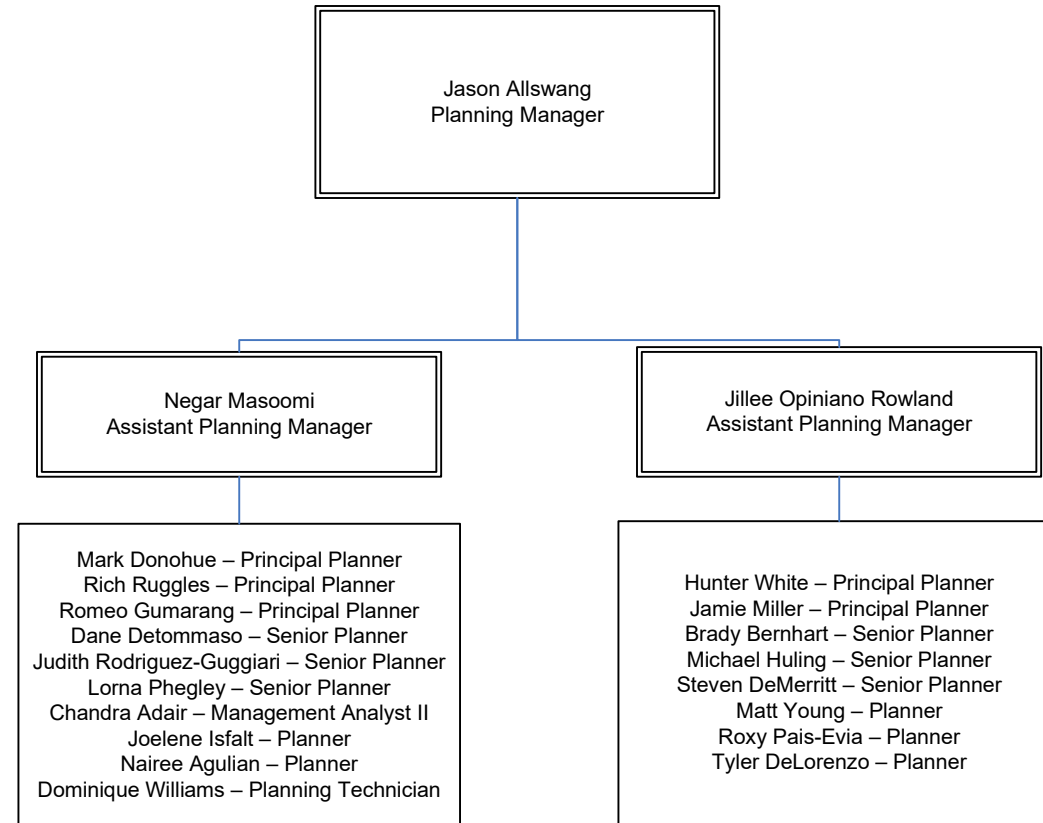 Jason Allswang
Planning Manager
Negar Masoomi
Assistant Planning Manager
Jillee Opiniano Rowland
Assistant Planning Manager
Mark Donohue – Principal Planner
Rich Ruggles – Principal Planner
Romeo Gumarang – Principal Planner
Dane Detommaso – Senior Planner
Judith Rodriguez-Guggiari – Senior Planner
Lorna Phegley – Senior Planner
Chandra Adair – Management Analyst II
Joelene Isfalt – Planner
Nairee Agulian – Planner
Dominique Williams – Planning Technician
Hunter White – Principal Planner
Jamie Miller – Principal Planner
Brady Bernhart – Senior Planner
Michael Huling – Senior Planner
Steven DeMerritt – Senior Planner
Matt Young – Planner
Roxy Pais-Evia – Planner
Tyler DeLorenzo – Planner